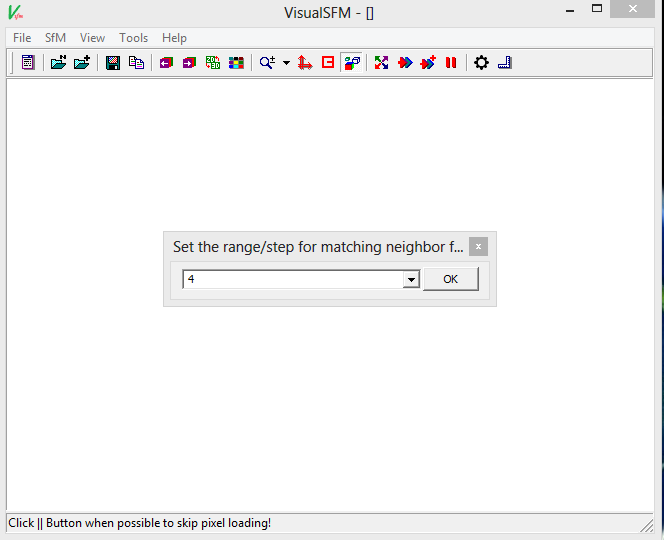 VisualSFM - []
File SfM View Tools Help
Set the range/step for matching neighbor f...
4
OK
Click || Button when possible to skip pixel loading!